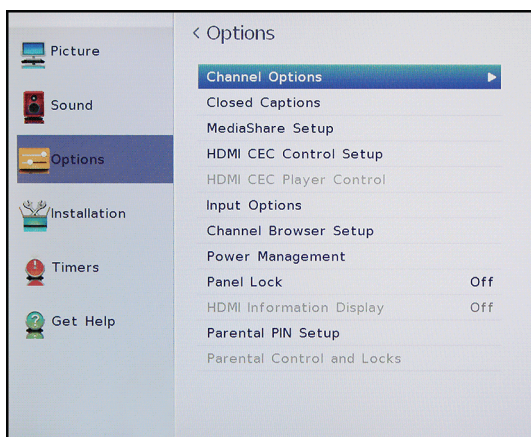 Picture
Sound
Options
Installation
Timers
Get Help
< Options
Channel Options
Closed Captions
MediaShare Setup
HDMI CEC Control Setup
HDMI CEC Player Control
Input Options
Channel Browser Setup
Power Management
Panel Lock Off
HDMI Information Display Off
Parental PIN Setup
Parental Control and Locks